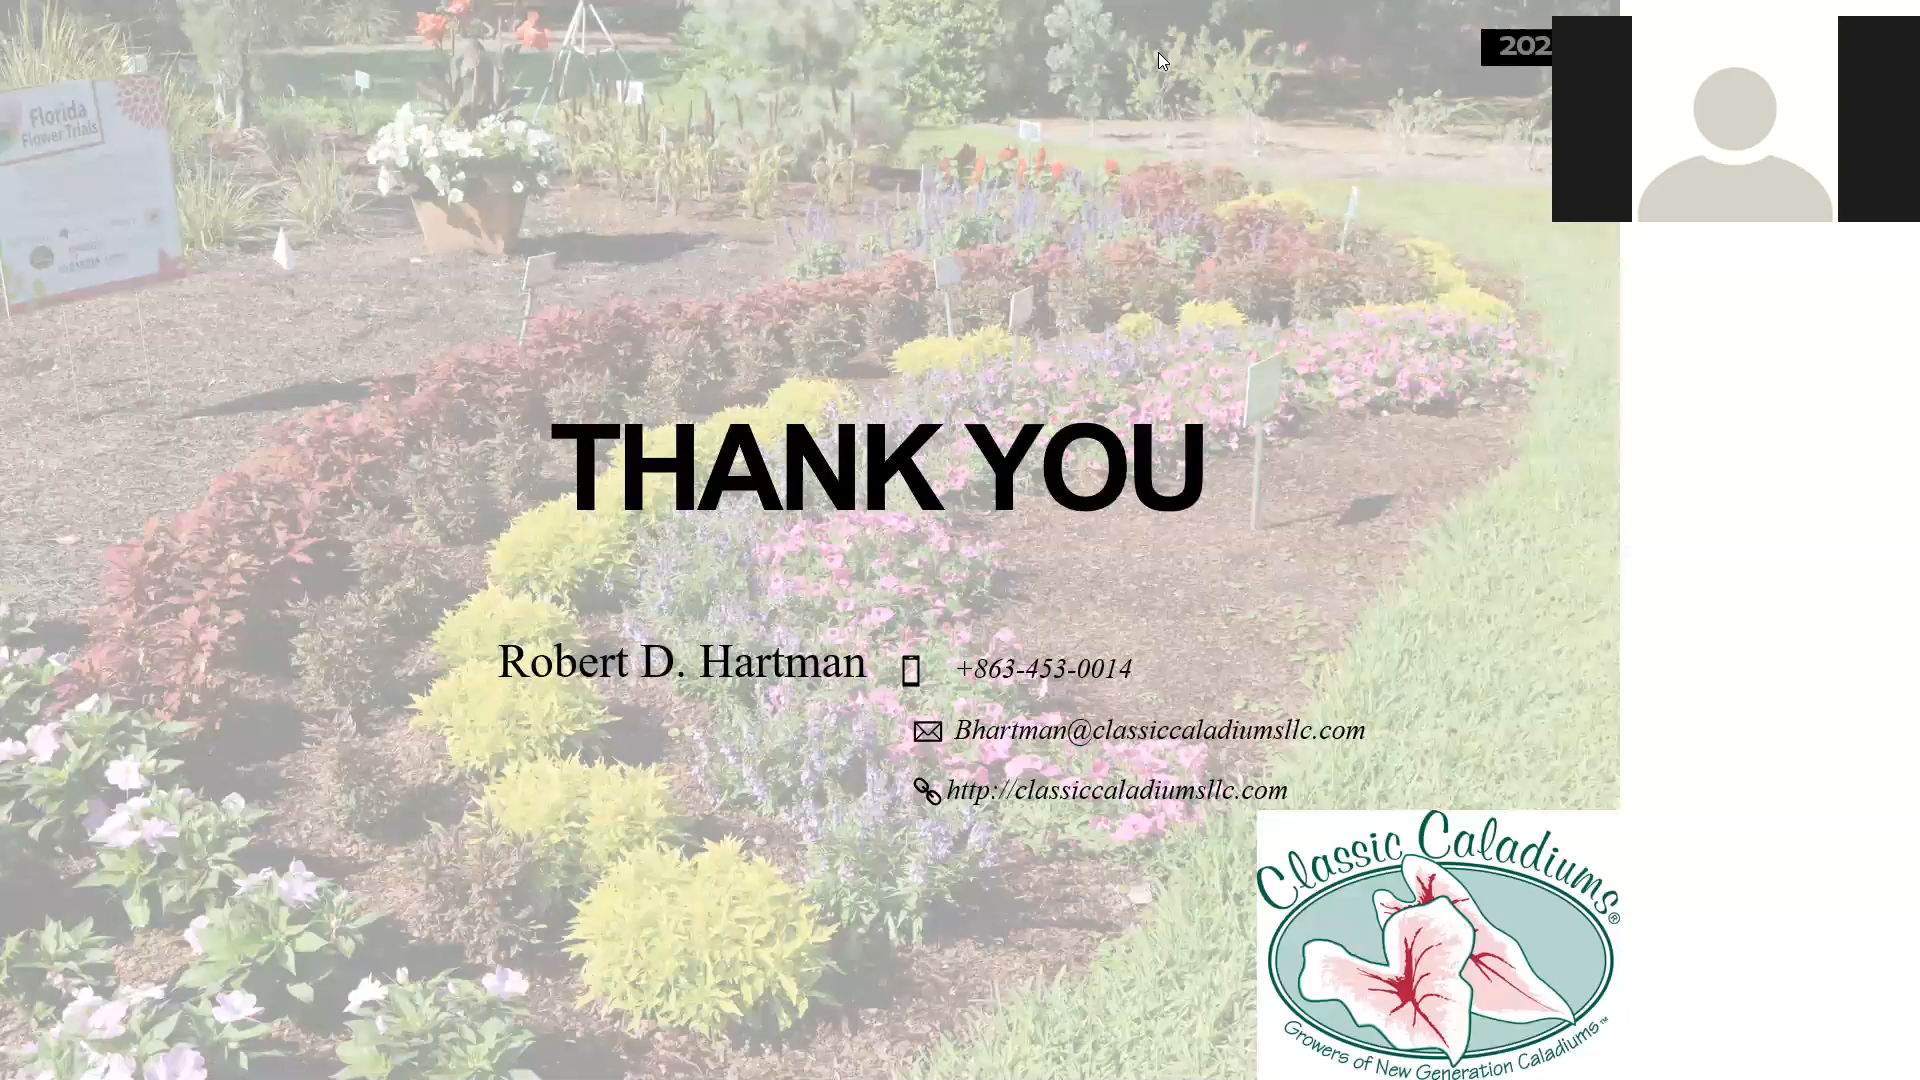 202
Florida
Flower Trials
THANK YOU
Robert D. Hartman
+863-453-0014
Bhartman@classiccaladiumsllc.com
http://classiccaladiumsllc.com
Classic Caladiums®
Growers of New Generation Caladiums™